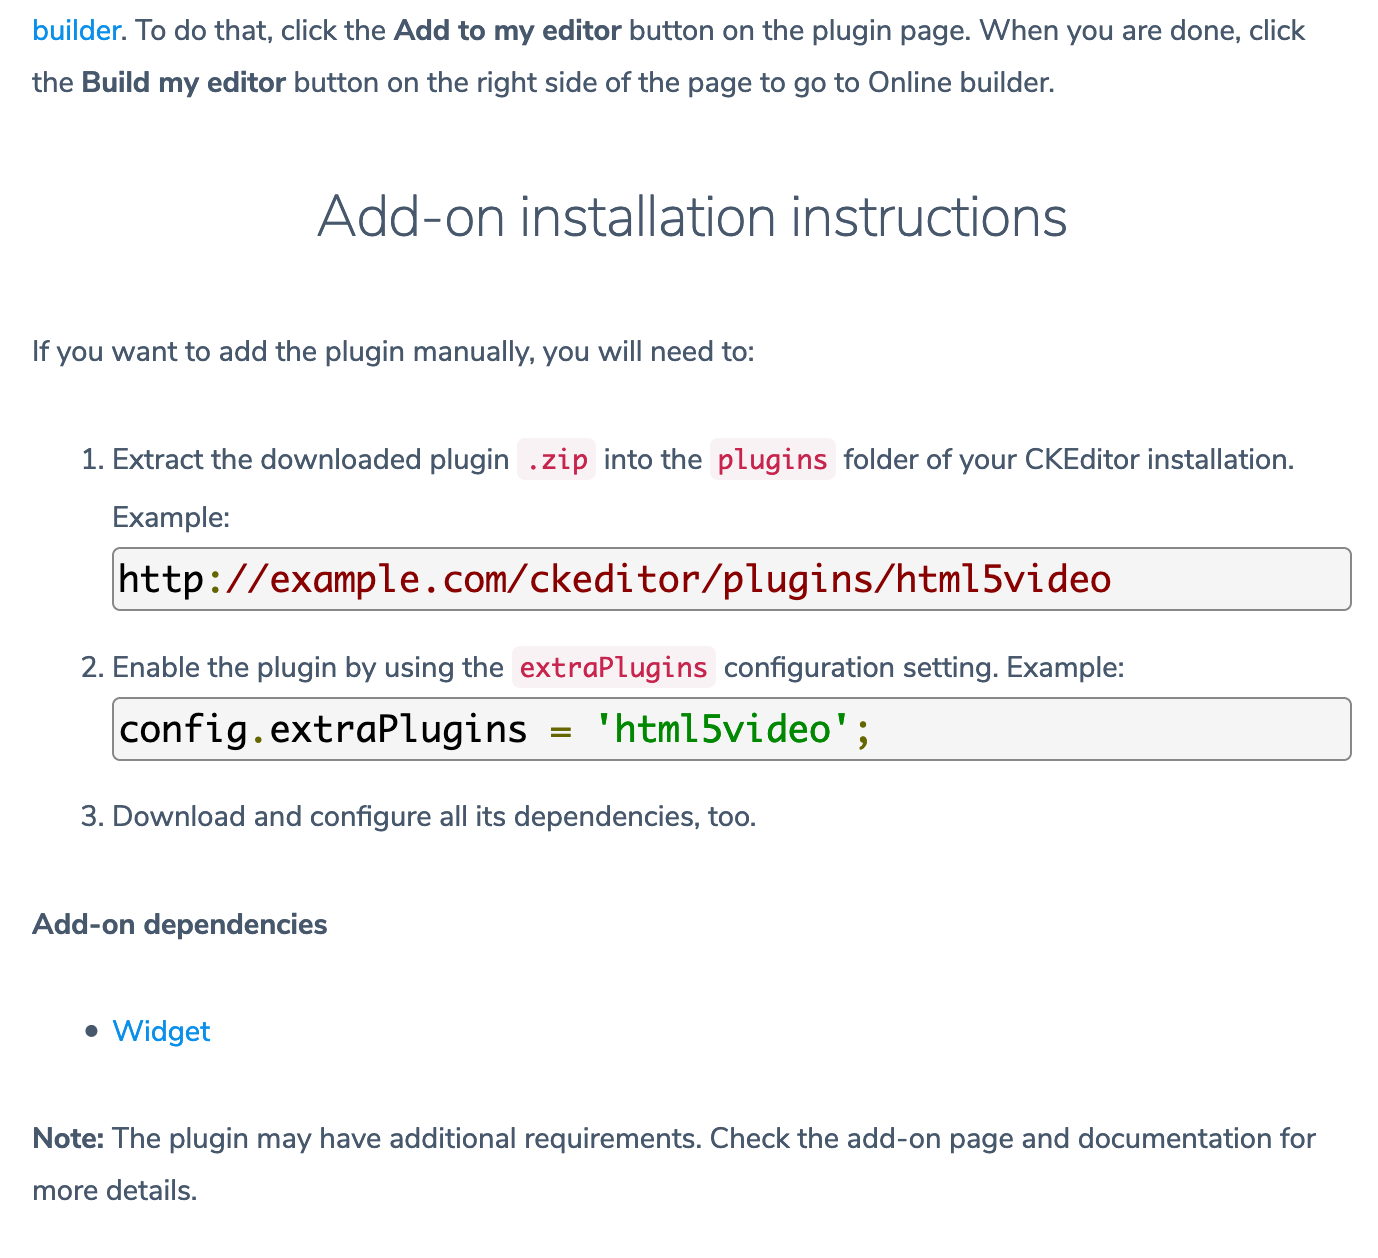 builder. To do that, click the Add to my editor button on the plugin page. When you are done, click
the Build my editor button on the right side of the page to go to Online builder.
Add-on installation instructions
If you want to add the plugin manually, you will need to:
1. Extract the downloaded plugin .zip into the plugins folder of your CKEditor installation.
Example:
http://example.com/ckeditor/plugins/html5video
2. Enable the plugin by using the extraPlugins configuration setting. Example:
config.extraPlugins = 'html5video';
3. Download and configure all its dependencies, too.
Add-on dependencies
• Widget
Note: The plugin may have additional requirements. Check the add-on page and documentation for
more details.